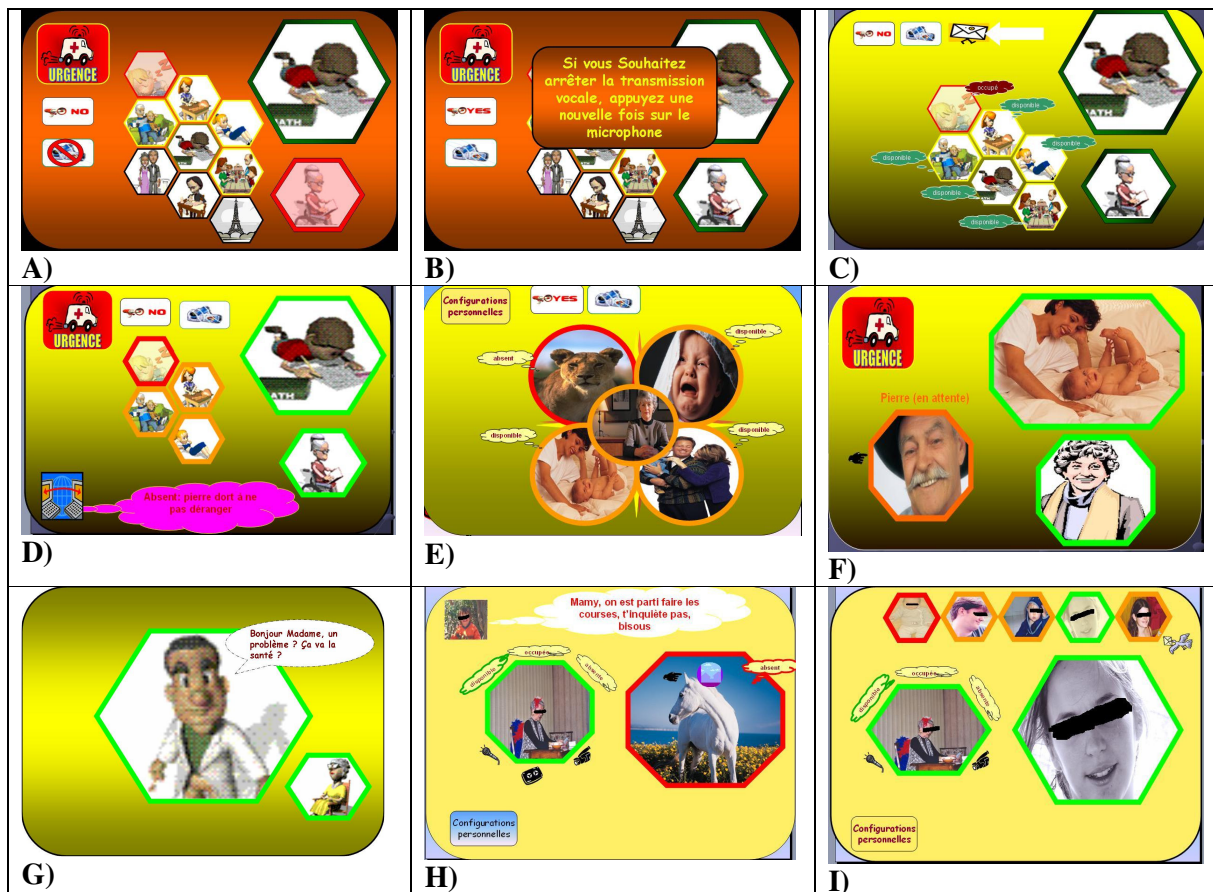 URGENCE
NO
ATH
A)
URGENCE
YES
Si vous Souhaitez
arrêter la transmission
vocale, appuyez une
nouvelle fois sur le
microphone
B)
NO
occupé
disponible
disponible
disponible
disponible
disponible
C)
URGENCE
NO
Absent: pierre dort à ne
pas déranger
D)
Configurations
personnelles
YES
absent
disponible
disponible
disponible
E)
URGENCE
Pierre (en attente)
F)
Bonjour Madame, un
problème ? Ça va la
santé ?
G)
Mamy, on est parti faire les
courses, t'inquiète pas,
bisous
disponible
occupée
absente
absent
Configurations
personnelles
H)
disponible
occupée
absente
Configurations
personnelles
I)